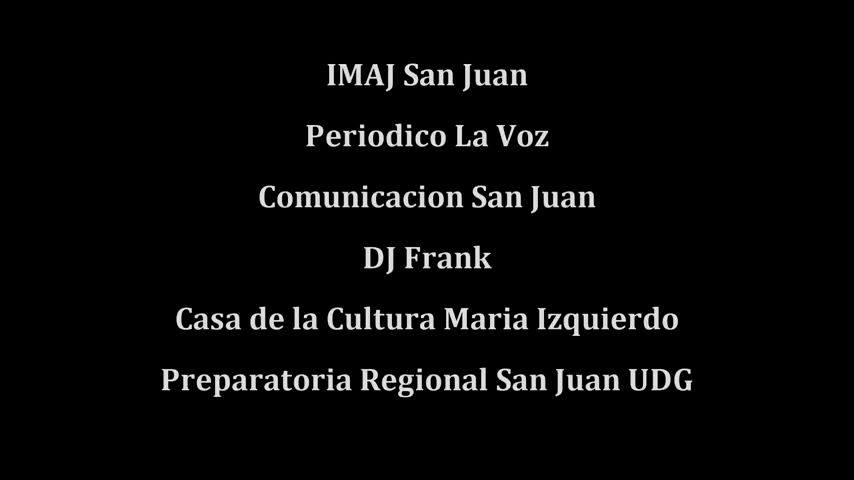 IMAJ San Juan
Periodico La Voz
Comunicacion San Juan
DJ Frank
Casa de la Cultura Maria Izquierdo
Preparatoria Regional San Juan UDG